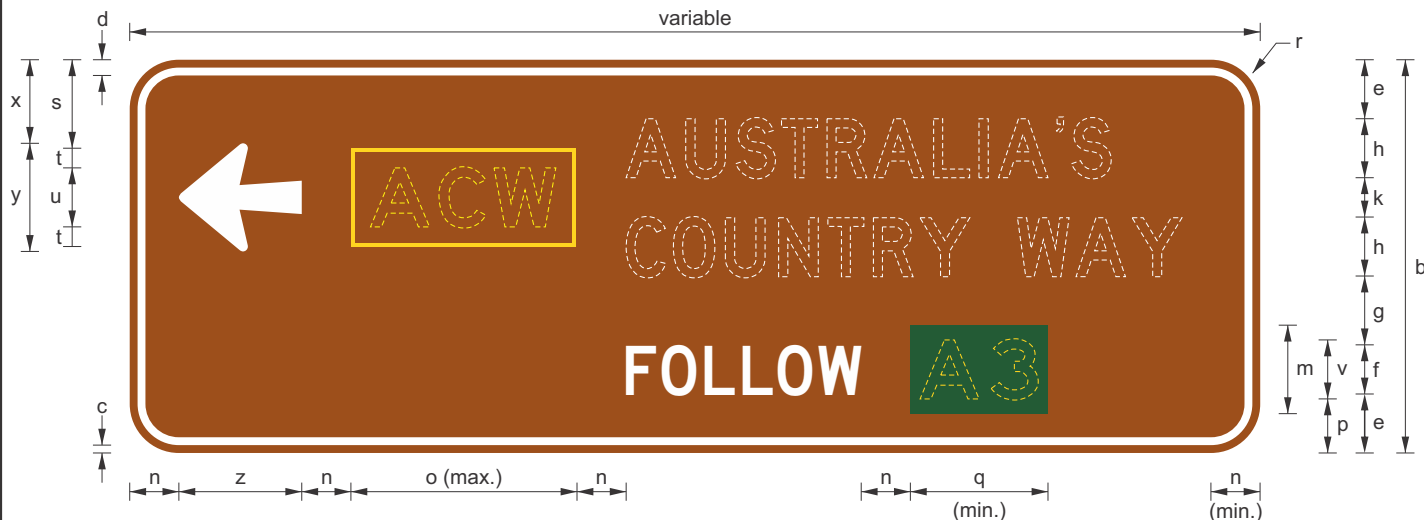 variable
d
r
x
s
t
y
u
t
c
ACW
AUSTRALIA'S
COUNTRY WAY
FOLLOW
A3
e
h
k
h
g
f
e
b
m
v
p
n
z
n
o (max.)
n
n
q
(min.)
n
(min.)